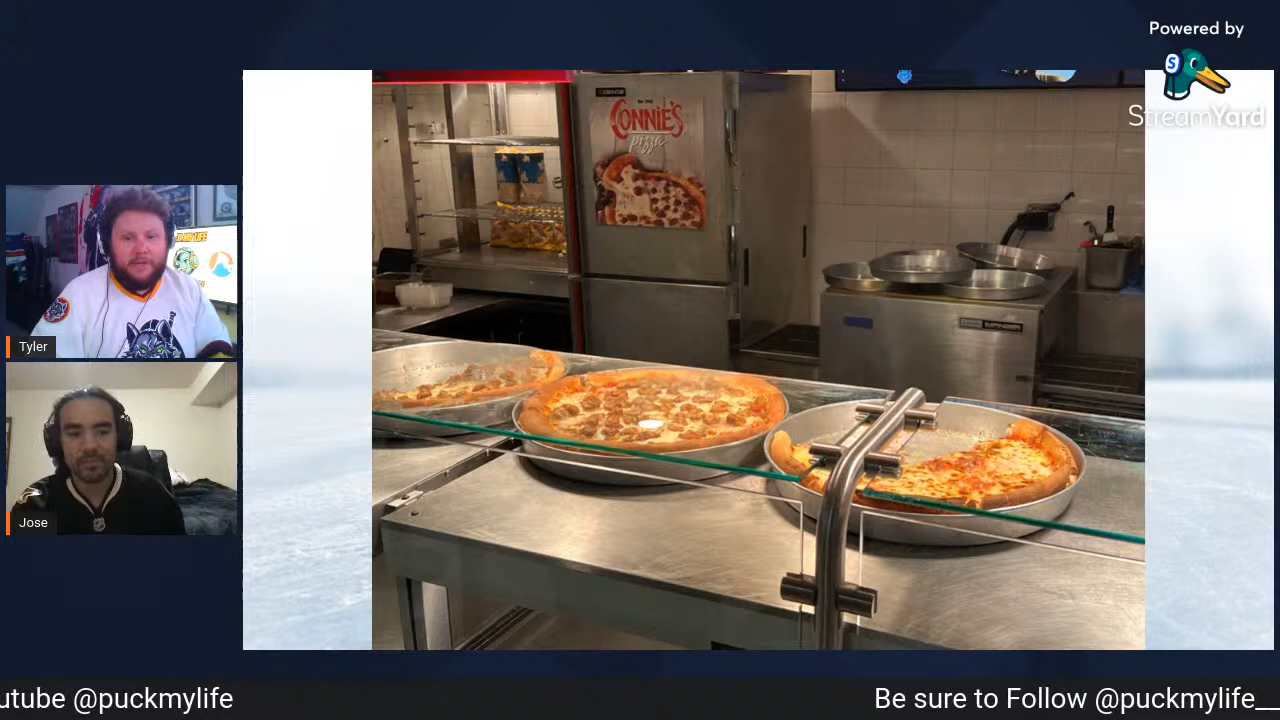 Powered by
StreamYard
CONNIE'S
pizza
Tyler
Jose
utube @puckmylife
Be sure to Follow @puckmylife__